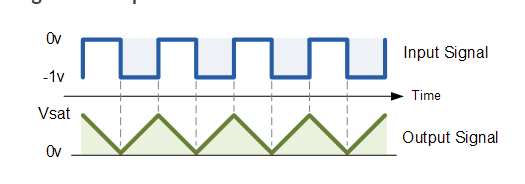 0v
Input Signal
-1v
Time
Vsat
Output Signal
0v